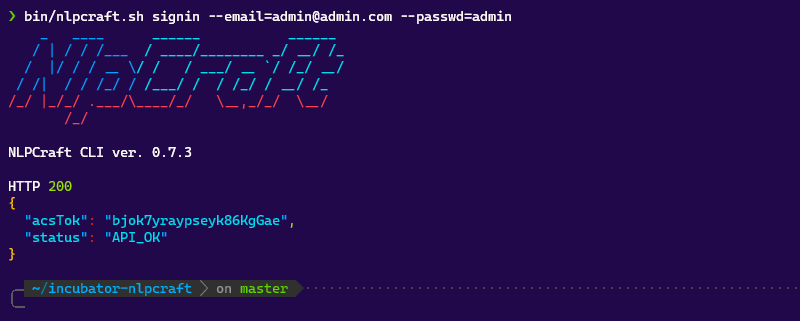 ❯ bin/nlpcraft.sh signin --email=admin@admin.com --passwd=admin
NLPCraft
NLPCraft CLI ver. 0.7.3
HTTP 200
{
  "acsTok": "bjok7yraypseyk86KgGae",
  "status": "API_OK"
}
~/incubator-nlpcraft on master